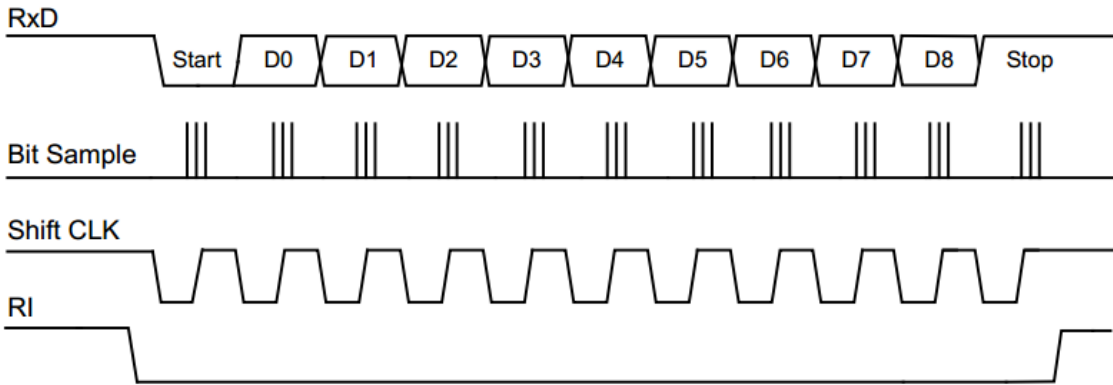 RxD
Start D0 D1 D2 D3 D4 D5 D6 D7 D8 Stop
Bit Sample
Shift CLK
RI